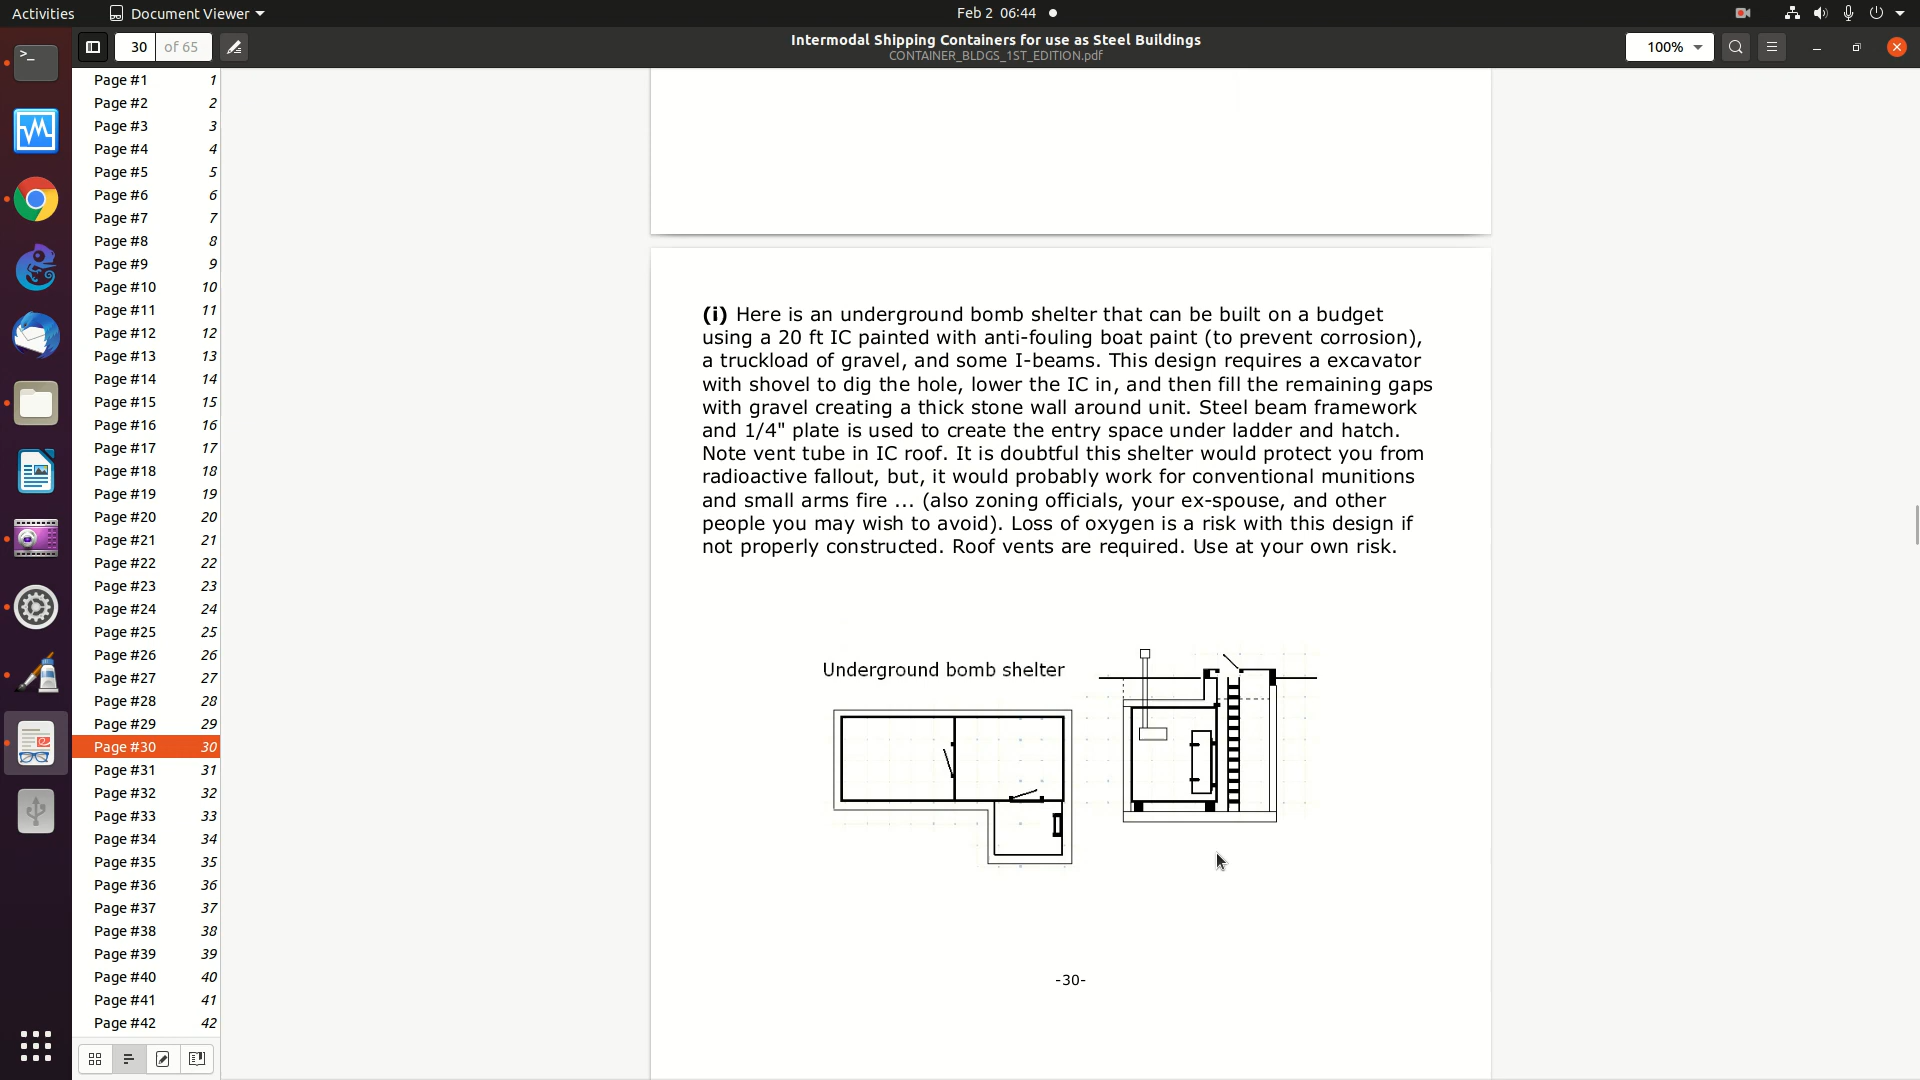 Activities
Document Viewer
Feb 2 06:44
30 of 65
Intermodal Shipping Containers for use as Steel Buildings
CONTAINER_BLDGS_1ST_EDITION.pdf
100%
Page #1 1
Page #2 2
Page #3 3
Page #4 4
Page #5 5
Page #6 6
Page #7 7
Page #8 8
Page #9 9
Page #10 10
Page #11 11
Page #12 12
Page #13 13
Page #14 14
Page #15 15
Page #16 16
Page #17 17
Page #18 18
Page #19 19
Page #20 20
Page #21 21
Page #22 22
Page #23 23
Page #24 24
Page #25 25
Page #26 26
Page #27 27
Page #28 28
Page #29 29
Page #30 30
Page #31 31
Page #32 32
Page #33 33
Page #34 34
Page #35 35
Page #36 36
Page #37 37
Page #38 38
Page #39 39
Page #40 40
Page #41 41
Page #42 42
(i) Here is an underground bomb shelter that can be built on a budget
using a 20 ft IC painted with anti-fouling boat paint (to prevent corrosion),
a truckload of gravel, and some I-beams. This design requires a excavator
with shovel to dig the hole, lower the IC in, and then fill the remaining gaps
with gravel creating a thick stone wall around unit. Steel beam framework
and 1/4" plate is used to create the entry space under ladder and hatch.
Note vent tube in IC roof. It is doubtful this shelter would protect you from
radioactive fallout, but, it would probably work for conventional munitions
and small arms fire ... (also zoning officials, your ex-spouse, and other
people you may wish to avoid). Loss of oxygen is a risk with this design if
not properly constructed. Roof vents are required. Use at your own risk.
Underground bomb shelter
-30-